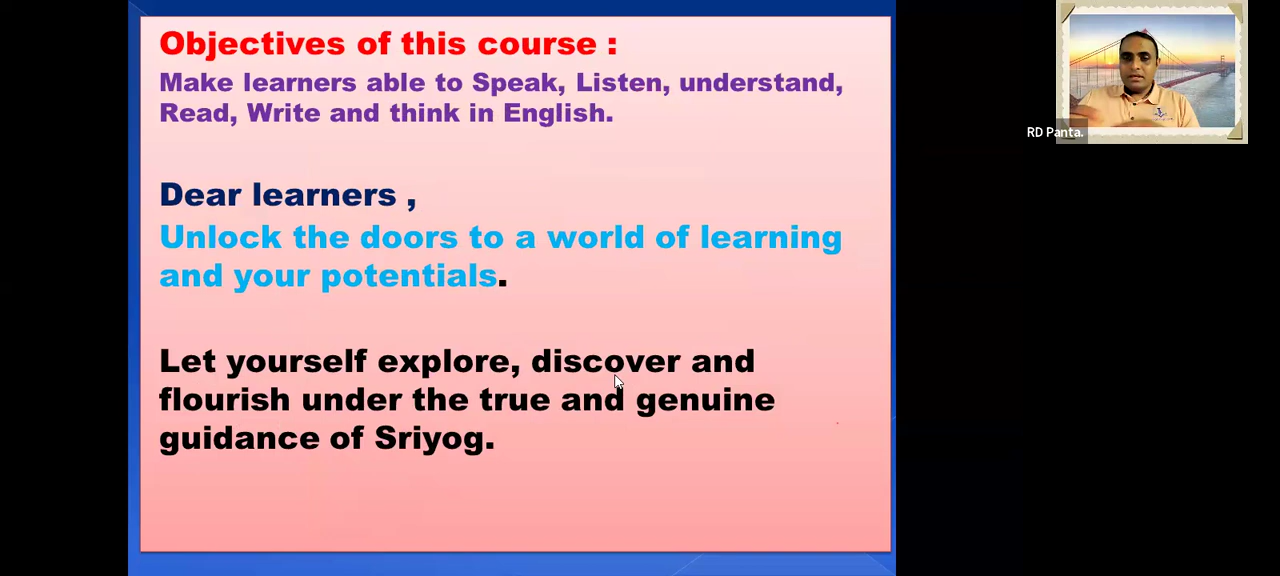 Objectives of this course :
Make learners able to Speak, Listen, understand,
Read, Write and think in English.
Dear learners ,
Unlock the doors to a world of learning
and your potentials.
Let yourself explore, discover and
flourish under the true and genuine
guidance of Sriyog.
RD Panta.